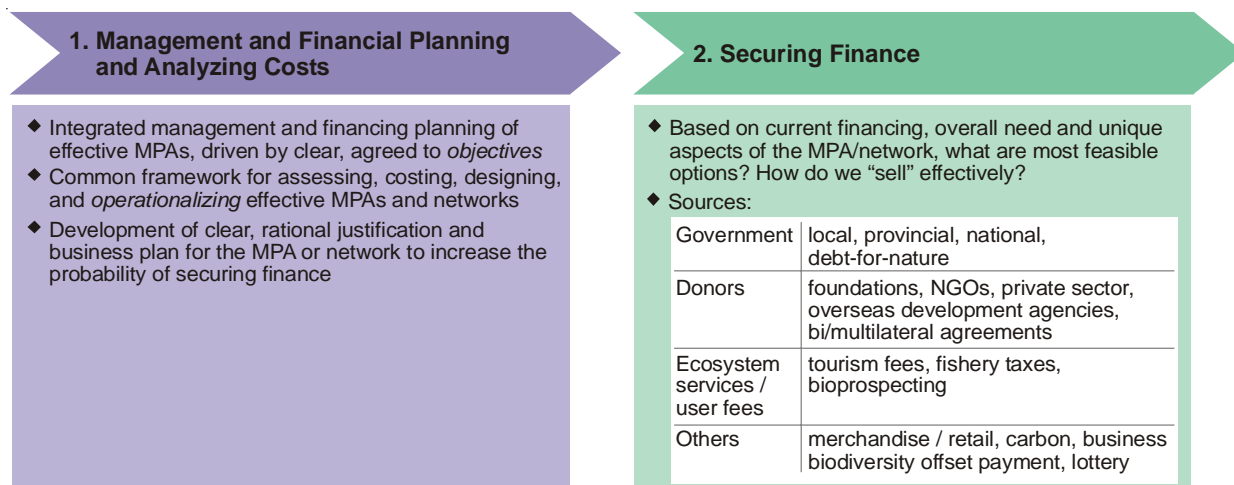 1. Management and Financial Planning
and Analyzing Costs
◆ Integrated management and financing planning of
effective MPAs, driven by clear, agreed to objectives
◆ Common framework for assessing, costing, designing,
and operationalizing effective MPAs and networks
◆ Development of clear, rational justification and
business plan for the MPA or network to increase the
probability of securing finance
2. Securing Finance
◆ Based on current financing, overall need and unique
aspects of the MPA/network, what are most feasible
options? How do we “sell” effectively?
◆ Sources:
Government local, provincial, national,
debt-for-nature
Donors foundations, NGOs, private sector,
overseas development agencies,
bi/multilateral agreements
Ecosystem tourism fees, fishery taxes,
services / bioprospecting
user fees
Others merchandise / retail, carbon, business
biodiversity offset payment, lottery